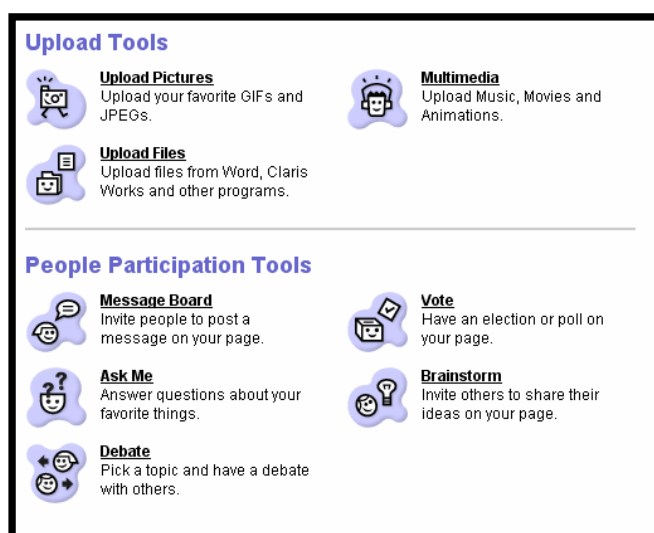 Upload Tools
Upload Pictures
Upload your favorite GIFs and
JPEGs.
Multimedia
Upload Music, Movies and
Animations.
Upload Files
Upload files from Word, Claris
Works and other programs.
People Participation Tools
Message Board
Invite people to post a
message on your page.
Vote
Have an election or poll on
your page.
Ask Me
Answer questions about your
favorite things.
Brainstorm
Invite others to share their
ideas on your page.
Debate
Pick a topic and have a debate
with others.